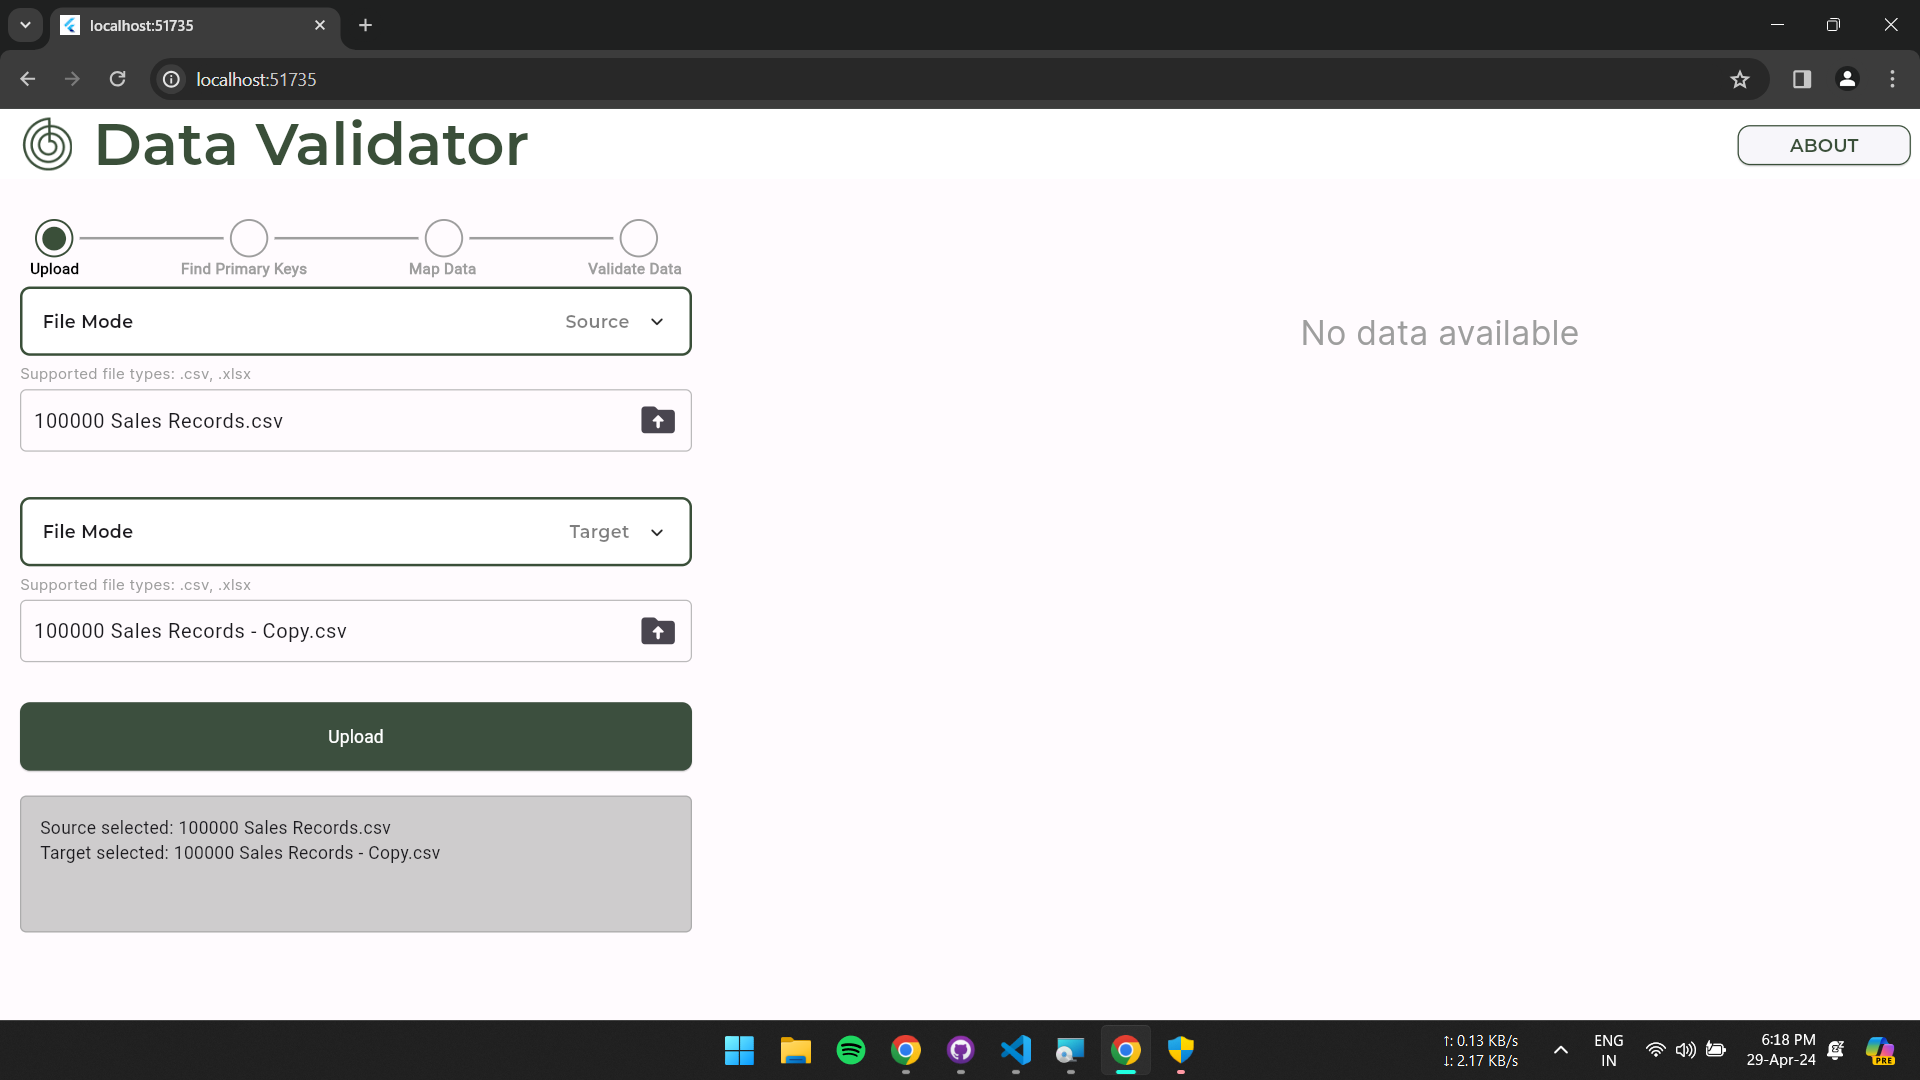 localhost:51735
localhost:51735
Data Validator
ABOUT
Upload
Find Primary Keys
Map Data
Validate Data
File Mode
Source
No data available
Supported file types: .csv, .xlsx
100000 Sales Records.csv
File Mode
Target
Supported file types: .csv, .xlsx
100000 Sales Records - Copy.csv
Upload
Source selected: 100000 Sales Records.csv
Target selected: 100000 Sales Records - Copy.csv
↑: 0.13 KB/s
↓: 2.17 KB/s
ENG
IN
6:18 PM
29-Apr-24
PRE